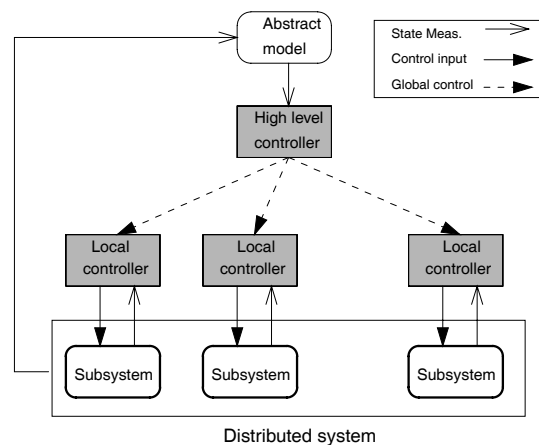 Abstract
model
State Meas.
Control input
Global control
High level
controller
Local
controller
Local
controller
Local
controller
Subsystem
Subsystem
Subsystem
Distributed system